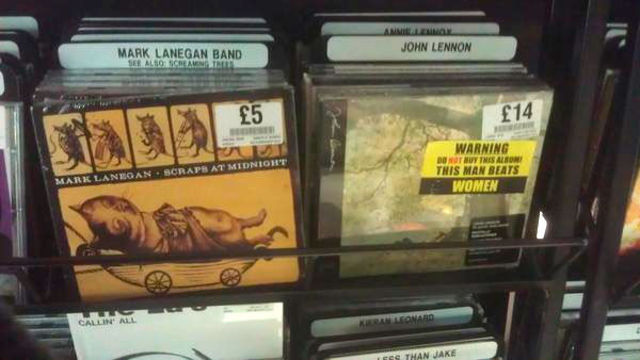 ANNIE LENNOX
MARK LANEGAN BAND
SEE ALSO: SCREAMING TREES
JOHN LENNON
£5
£14
WARNING
DO NOT BUY THIS ALBUM!
THIS MAN BEATS
WOMEN
MARK LANEGAN · SCRAPS AT MIDNIGHT
CALLIN' ALL
KIERAN LEONARD
LESS THAN JAKE